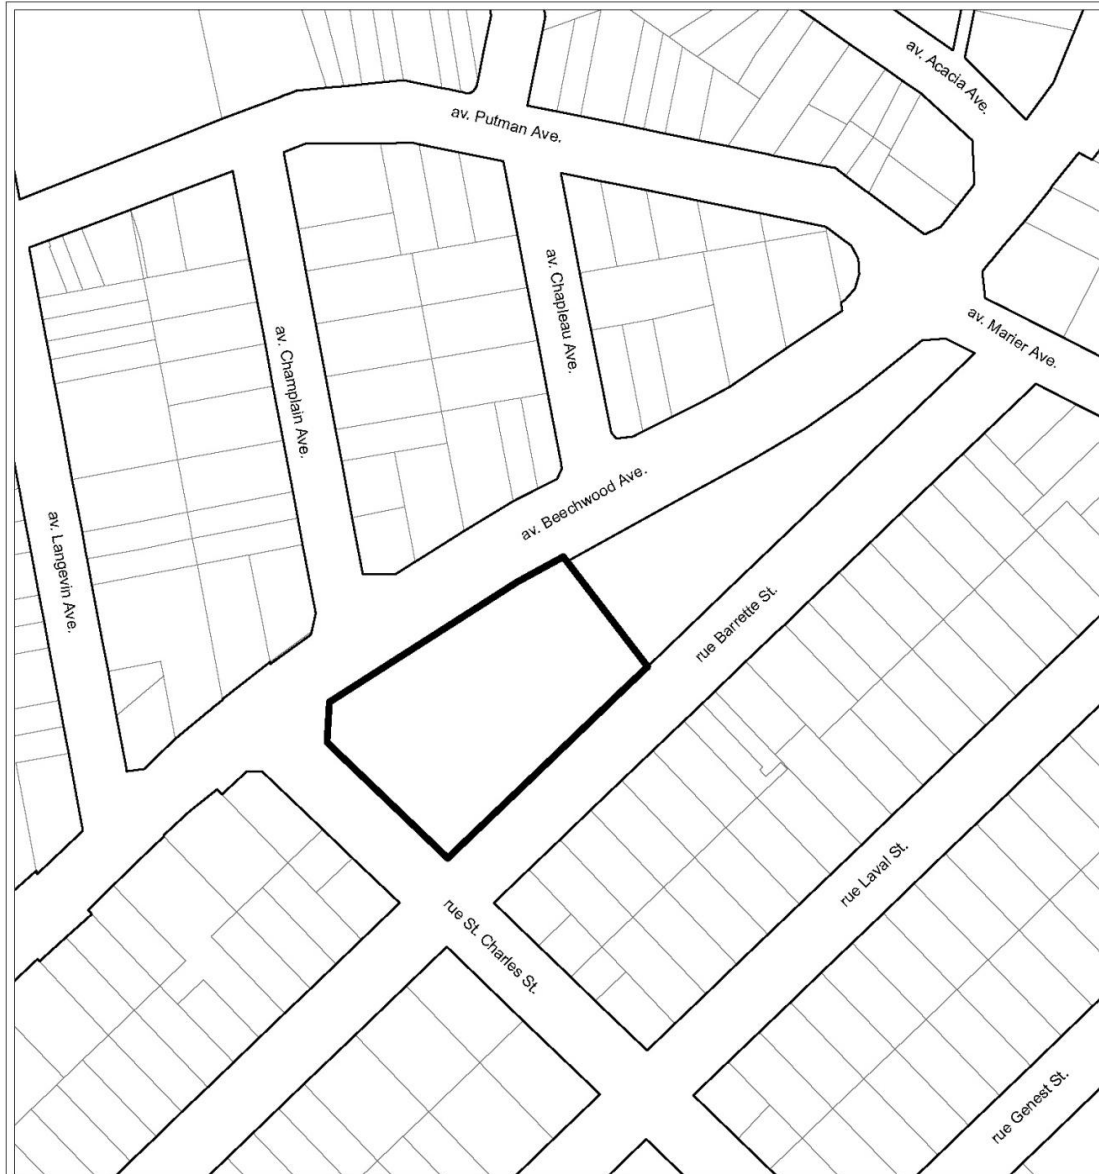 av. Acacia Ave.
av. Putman Ave.
av. Chapleau Ave.
av. Marier Ave.
av. Champlain Ave.
av. Beechwood Ave.
av. Langevin Ave.
rue Barrette St.
rue Laval St.
rue St. Charles St.
rue Genest St.